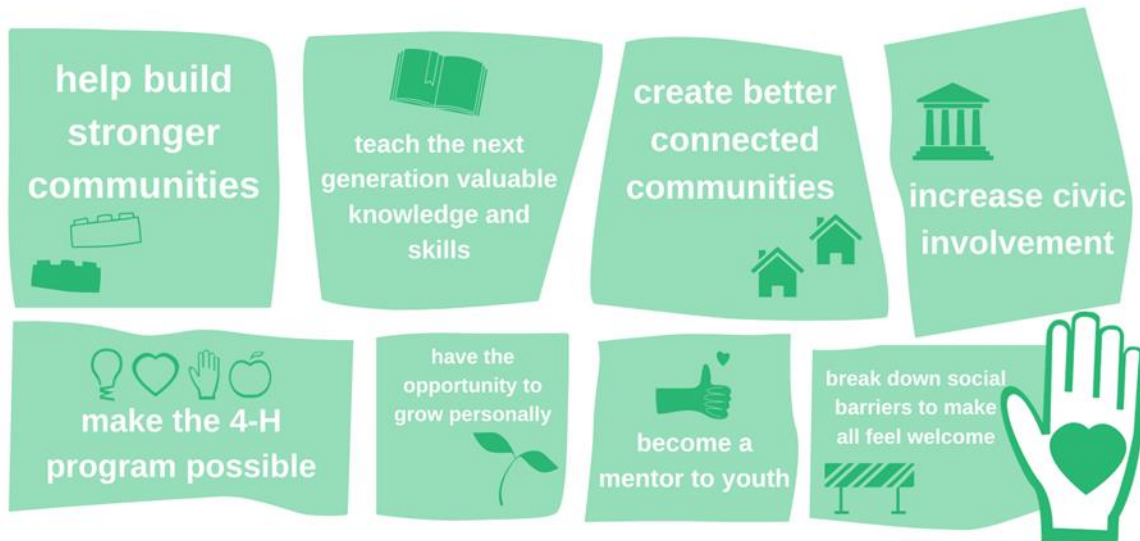 help build
stronger
communities
teach the next
generation valuable
knowledge and
skills
create better
connected
communities
increase civic
involvement
make the 4-H
program possible
have the
opportunity to
grow personally
become a
mentor to youth
break down social
barriers to make
all feel welcome